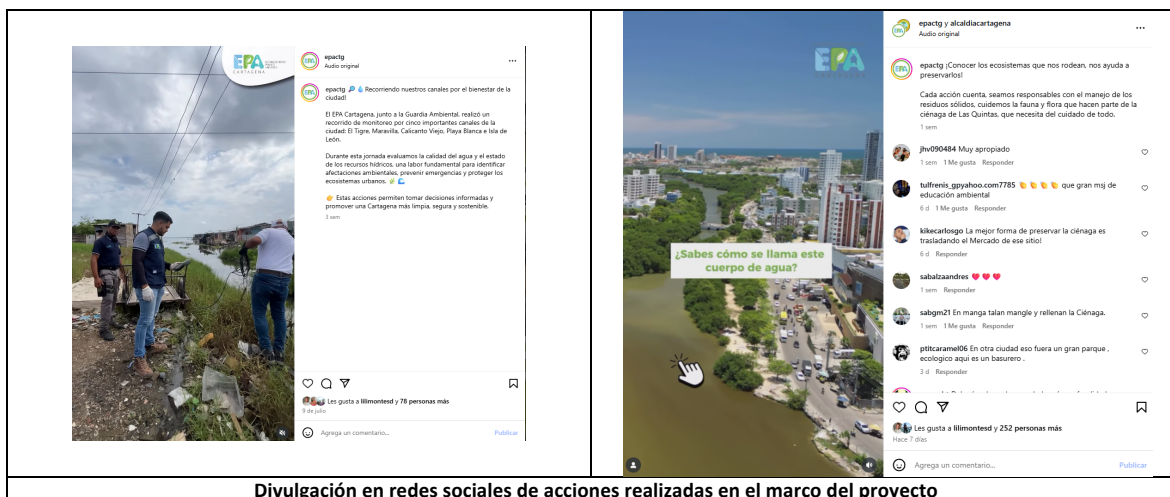 EPA
CARTAGENA
epactg
Audio original
epactg 🔎 💧 Recorriendo nuestros canales por el bienestar de la
ciudad!
El EPA Cartagena, junto a la Guardia Ambiental, realizó un
recorrido de monitoreo por cinco importantes canales de la
ciudad: El Tigre, Maravilla, Calicanto Viejo, Playa Blanca e Isla de
León.
Durante esta jornada evaluamos la calidad del agua y el estado
de los recursos hídricos, una labor fundamental para identificar
afectaciones ambientales, prevenir emergencias y proteger los
ecosistemas urbanos.
👉 Estas acciones permiten tomar decisiones informadas y
promover una Cartagena más limpia, segura y sostenible.
Les gusta a lilimontesd y 78 personas más
9 de julio
Agrega un comentario...
Publicar
EPA
¿Sabes cómo se llama este
cuerpo de agua?
epactg y alcaldiacartagena
Audio original
epactg ¡Conocer los ecosistemas que nos rodean, nos ayuda a
preservarlos!
Cada acción cuenta, seamos responsables con el manejo de los
residuos sólidos, cuidemos la fauna y flora que hacen parte de la
ciénaga de Las Quintas, que necesita del cuidado de todo.
1 sem
jhv090484 Muy apropiado
1 sem 1 Me gusta Responder
tulfrenis_gpyahoo.com7785 👏 👏 👏 👏 que gran msj de
educación ambiental
6 d 1 Me gusta Responder
kikecarlosgo La mejor forma de preservar la ciénaga es
trasladando el Mercado de ese sitio!
6 d Responder
sabalzaandres ❤️ ❤️ ❤️
1 sem Responder
sabgm21 En manga talan mangle y rellenan la Ciénaga.
1 sem 1 Me gusta Responder
ptitcaramel06 En otra ciudad eso fuera un gran parque ,
ecologico aqui es un basurero .
3 d Responder
Les gusta a lilimontesd y 252 personas más
Hace 7 días
Agrega un comentario...
Publicar
Divulgación en redes sociales de acciones realizadas en el marco del proyecto